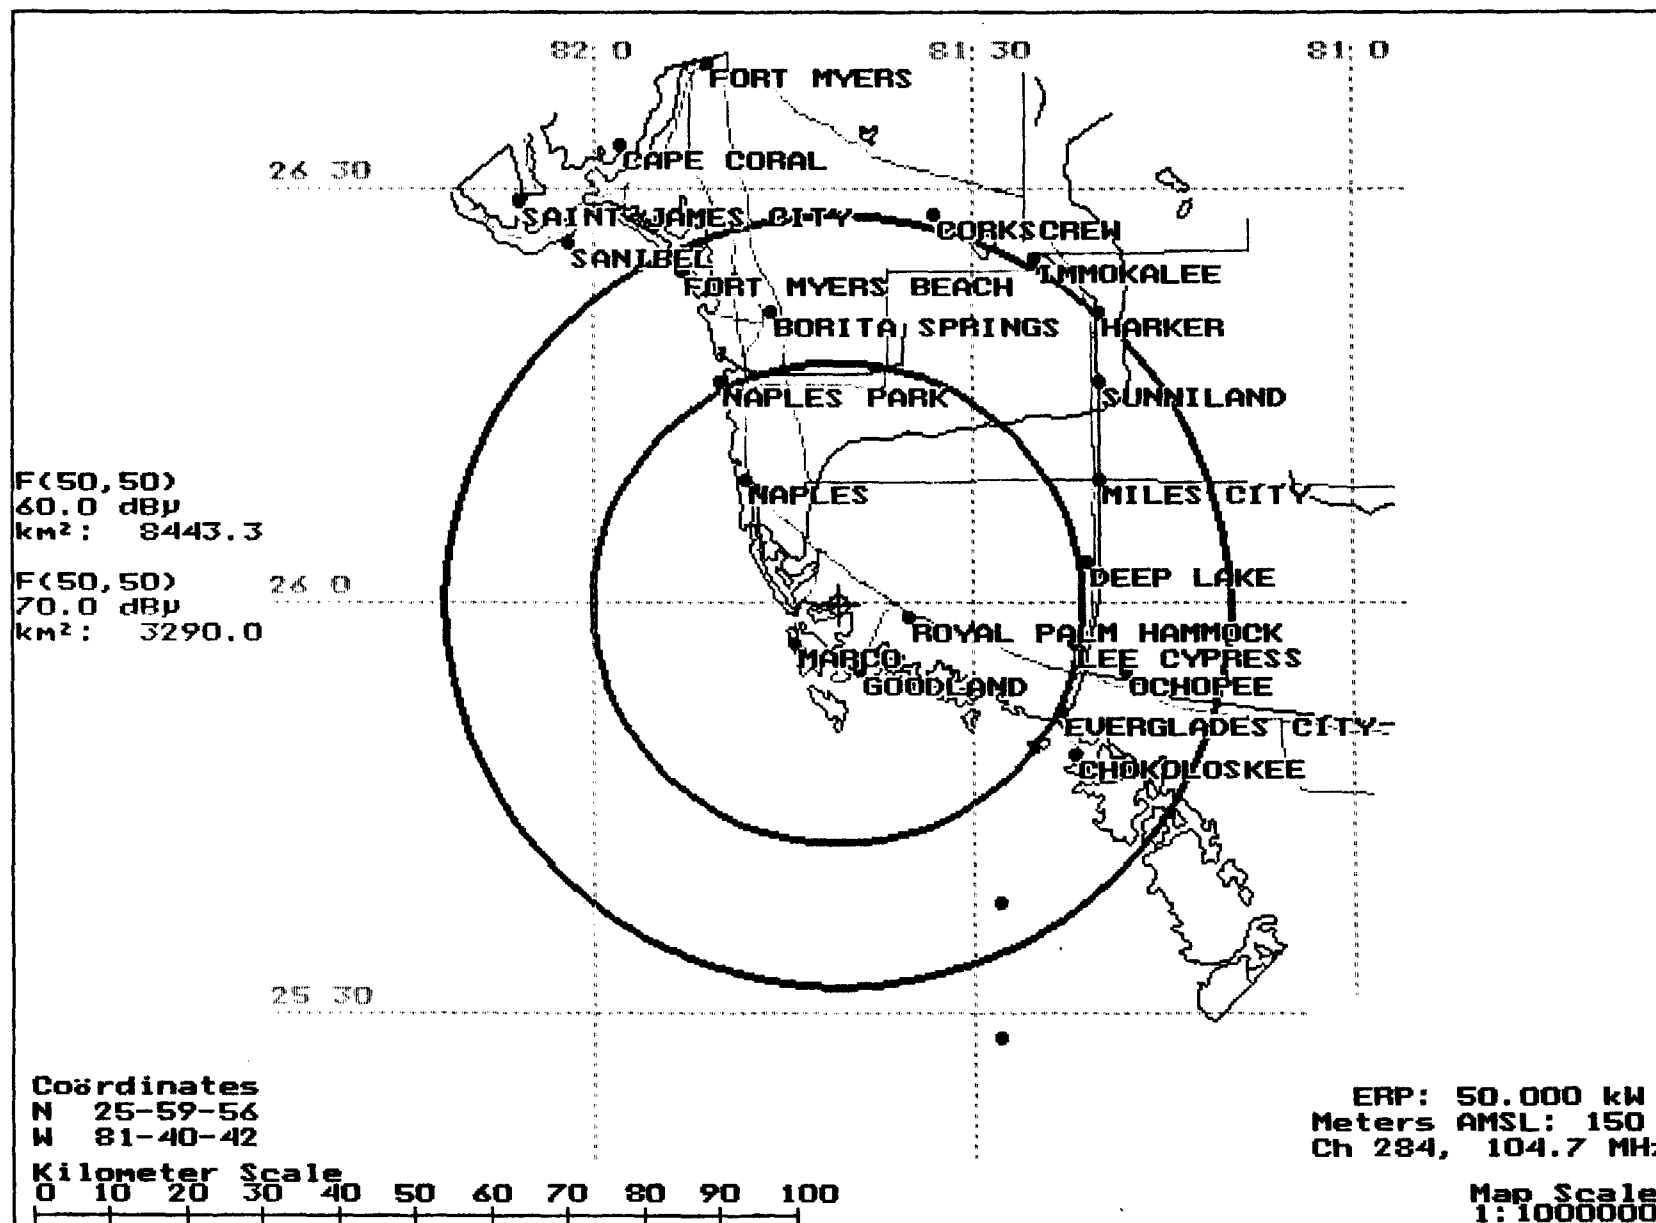 82 0
81 30
81 0
FORT MYERS
CAPE CORAL
26 30
SAINT JAMES CITY
CORKSCREW
SANIBEL
IMMOKALEE
FORT MYERS BEACH
BORITA SPRINGS
HARKER
NAPLES PARK
SUNNILAND
F(50,50)
60.0 dBµ
km²: 8443.3
NAPLES
MILES CITY
F(50,50)
70.0 dBµ
km²: 3290.0
26 0
DEEP LAKE
ROYAL PALM HAMMOCK
MARCO
LEE CYPRESS
GOODLAND
OCHOPEE
EVERGLADES CITY
CHOKOLOSKEE
25 30
Coördinates
N 25-59-56
W 81-40-42
Kilometer Scale
0 10 20 30 40 50 60 70 80 90 100
ERP: 50.000 kW
Meters AMSL: 150
Ch 284, 104.7 MHz
Map Scale
1:1000000